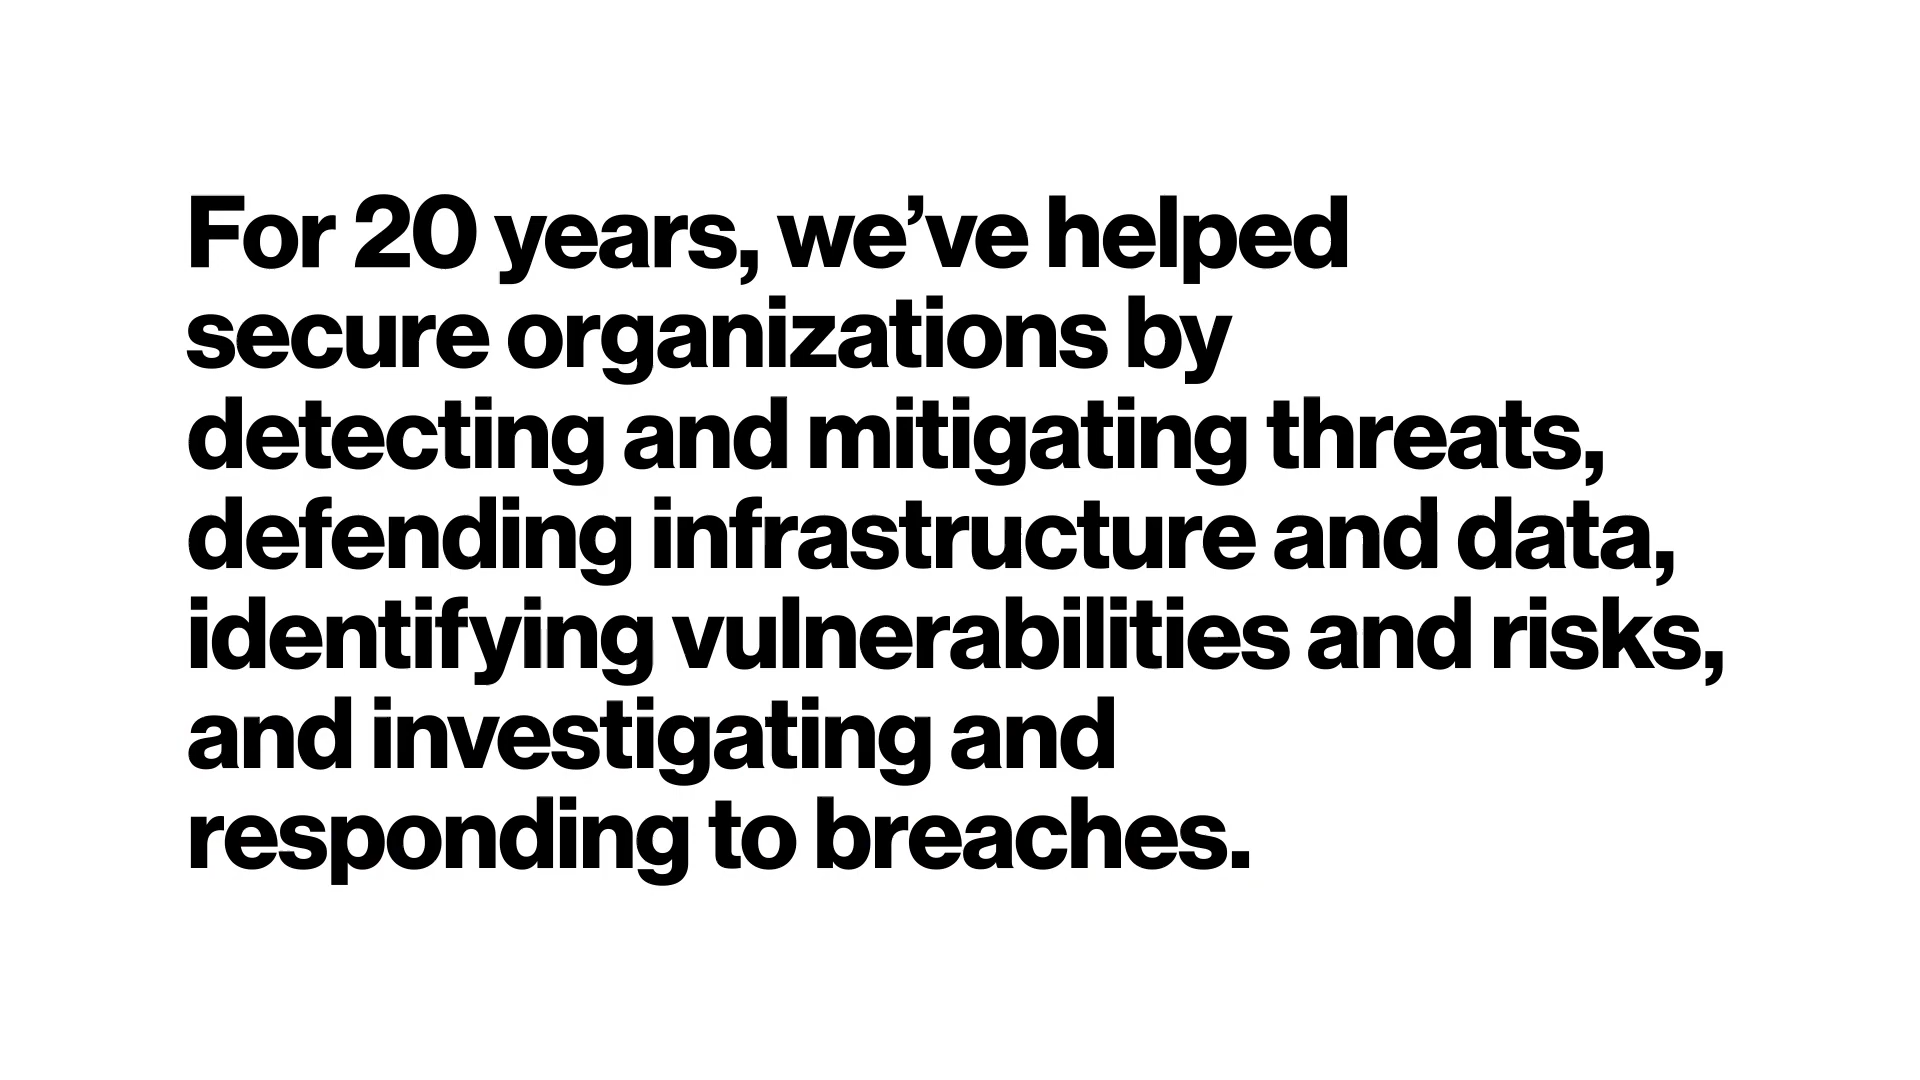 For 20 years, we’ve helped
secure organizations by
detecting and mitigating threats,
defending infrastructure and data,
identifying vulnerabilities and risks,
and investigating and
responding to breaches.